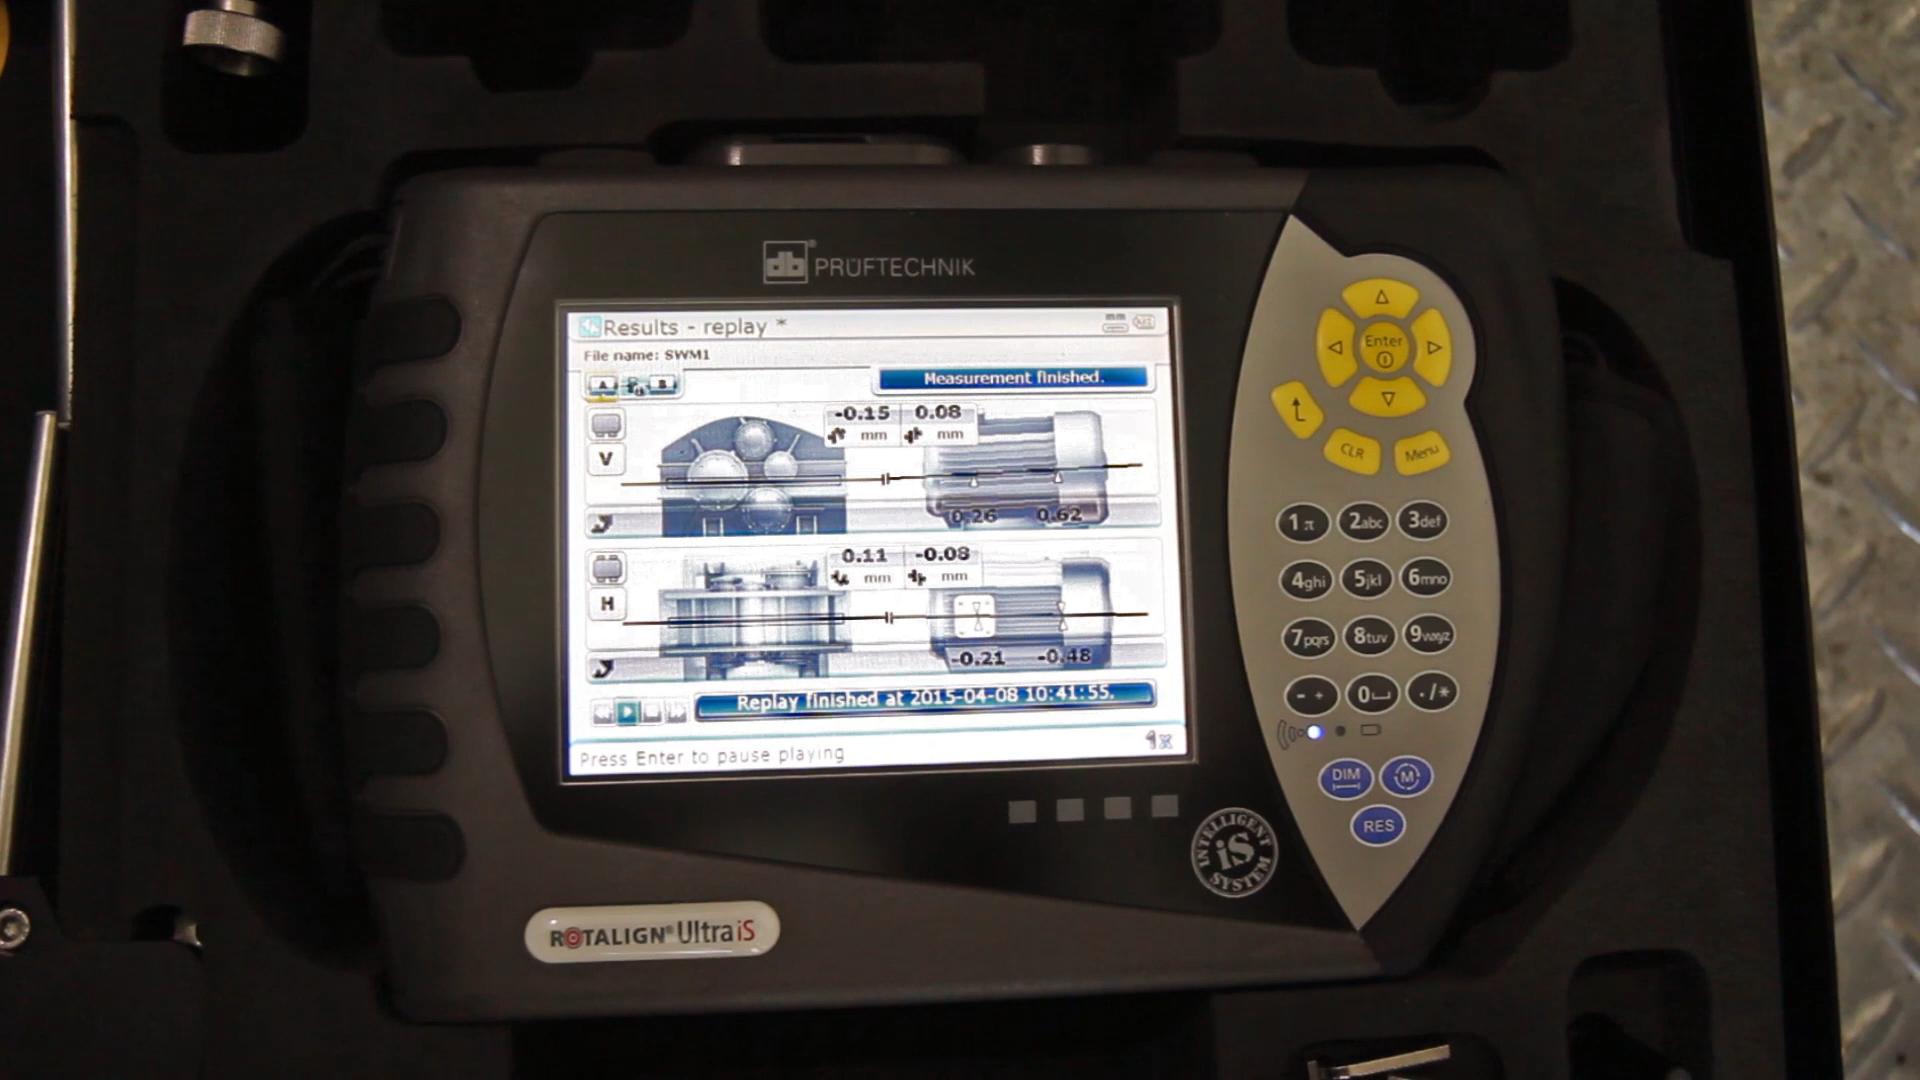 PRÜFTECHNIK
Results - replay *
File name: SWM1
A B
Measurement finished.
-0.15 0.08
mm mm
V
0.26 0.62
0.11 -0.08
mm mm
H
-0.21 -0.48
Replay finished at 2015-04-08 10:41:55.
Press Enter to pause playing
1x
Enter
CLR Menu
1π 2abc 3def
4ghi 5jkl 6mno
7pqrs 8tuv 9wxyz
- + 0 ./*
DIM M
RES
INTELLIGENT
iS
SYSTEM
ROTALIGN® Ultra iS